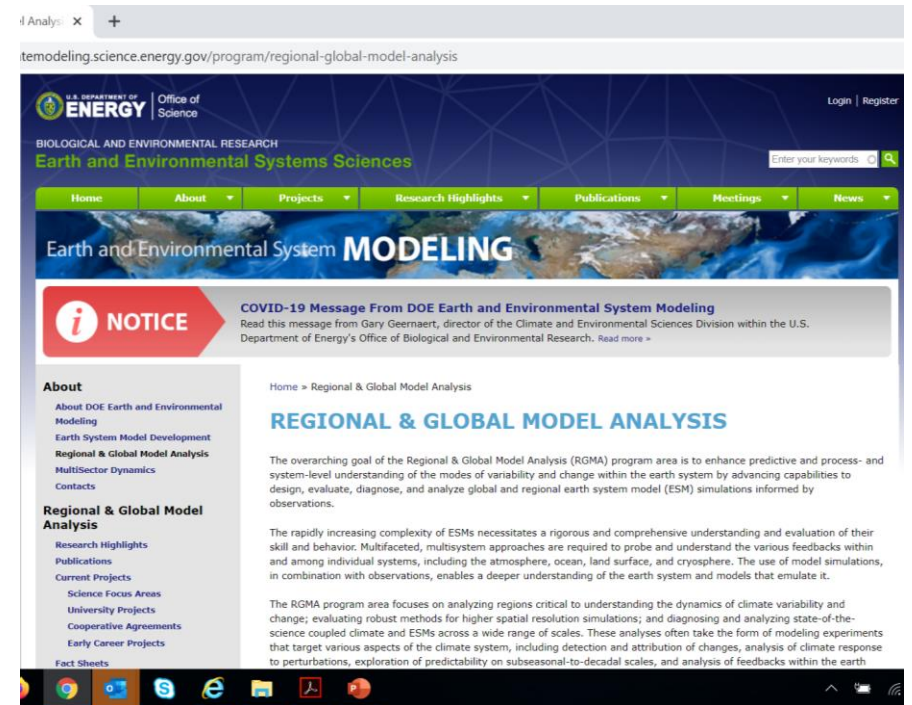 el Analys × +
temodeling.science.energy.gov/program/regional-global-model-analysis
U.S. DEPARTMENT OF
ENERGY
Office of
Science
Login | Register
BIOLOGICAL AND ENVIRONMENTAL RESEARCH
Earth and Environmental Systems Sciences
Enter your keywords
Home About Projects Research Highlights Publications Meetings News
Earth and Environmental System MODELING
i NOTICE
COVID-19 Message From DOE Earth and Environmental System Modeling
Read this message from Gary Geernaert, director of the Climate and Environmental Sciences Division within the U.S.
Department of Energy's Office of Biological and Environmental Research. Read more »
About
About DOE Earth and Environmental
Modeling
Earth System Model Development
Regional & Global Model Analysis
MultiSector Dynamics
Contacts
Regional & Global Model
Analysis
Research Highlights
Publications
Current Projects
Science Focus Areas
University Projects
Cooperative Agreements
Early Career Projects
Fact Sheets
Home » Regional & Global Model Analysis
REGIONAL & GLOBAL MODEL ANALYSIS
The overarching goal of the Regional & Global Model Analysis (RGMA) program area is to enhance predictive and process- and
system-level understanding of the modes of variability and change within the earth system by advancing capabilities to
design, evaluate, diagnose, and analyze global and regional earth system model (ESM) simulations informed by
observations.
The rapidly increasing complexity of ESMs necessitates a rigorous and comprehensive understanding and evaluation of their
skill and behavior. Multifaceted, multisystem approaches are required to probe and understand the various feedbacks within
and among individual systems, including the atmosphere, ocean, land surface, and cryosphere. The use of model simulations,
in combination with observations, enables a deeper understanding of the earth system and models that emulate it.
The RGMA program area focuses on analyzing regions critical to understanding the dynamics of climate variability and
change; evaluating robust methods for higher spatial resolution simulations; and diagnosing and analyzing state-of-the-
science coupled climate and ESMs across a wide range of scales. These analyses often take the form of modeling experiments
that target various aspects of the climate system, including detection and attribution of changes, analysis of climate response
to perturbations, exploration of predictability on subseasonal-to-decadal scales, and analysis of feedbacks within the earth